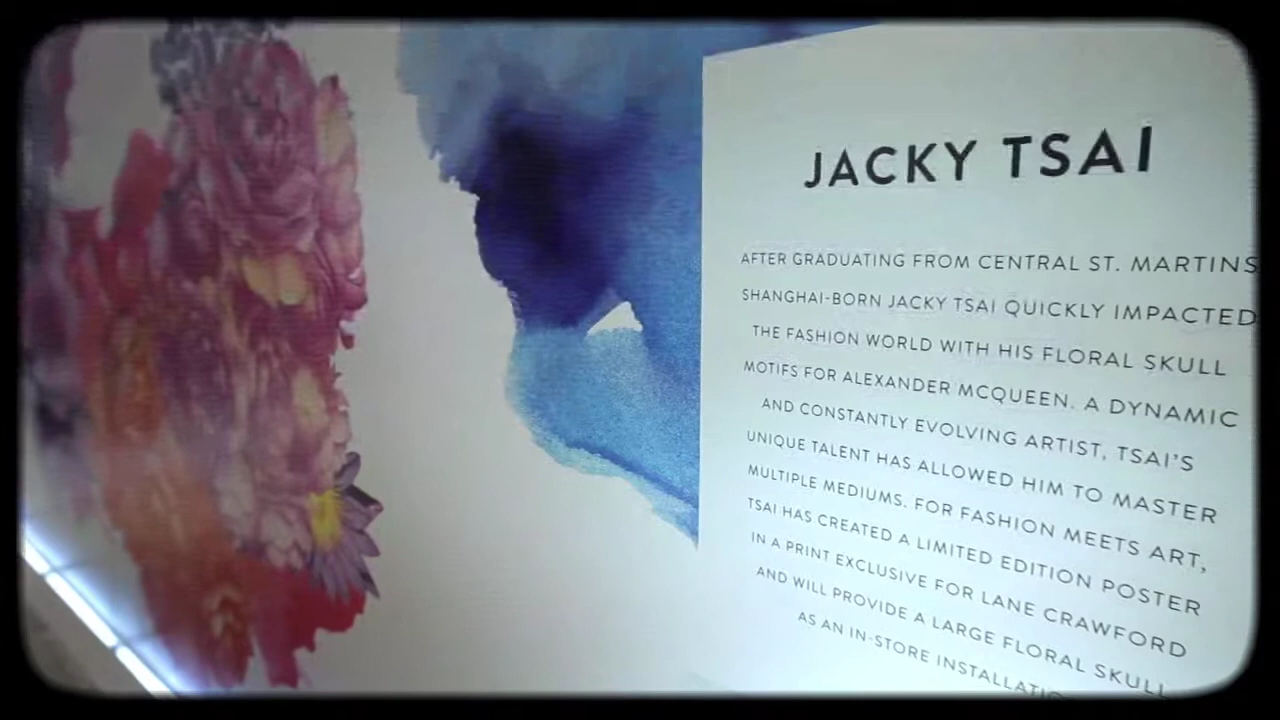 JACKY TSAI
AFTER GRADUATING FROM CENTRAL ST. MARTINS
SHANGHAI-BORN JACKY TSAI QUICKLY IMPACTED
THE FASHION WORLD WITH HIS FLORAL SKULL
MOTIFS FOR ALEXANDER MCQUEEN. A DYNAMIC
AND CONSTANTLY EVOLVING ARTIST, TSAI'S
UNIQUE TALENT HAS ALLOWED HIM TO MASTER
MULTIPLE MEDIUMS. FOR FASHION MEETS ART,
TSAI HAS CREATED A LIMITED EDITION POSTER
IN A PRINT EXCLUSIVE FOR LANE CRAWFORD
AND WILL PROVIDE A LARGE FLORAL SKULL
AS AN IN-STORE